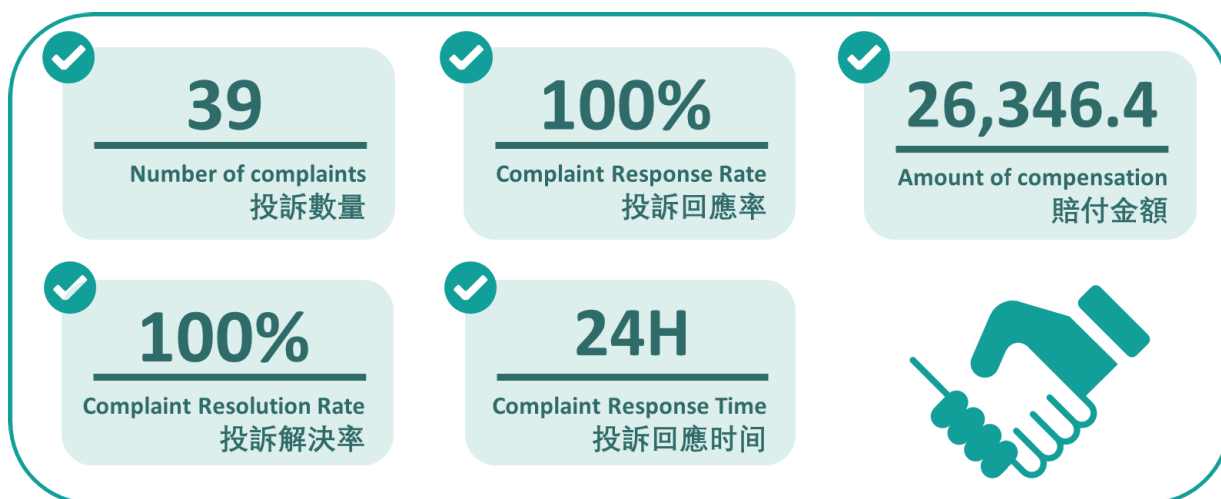 39
Number of complaints
投訴數量
100%
Complaint Response Rate
投訴回應率
26,346.4
Amount of compensation
賠付金額
100%
Complaint Resolution Rate
投訴解決率
24H
Complaint Response Time
投訴回應时间